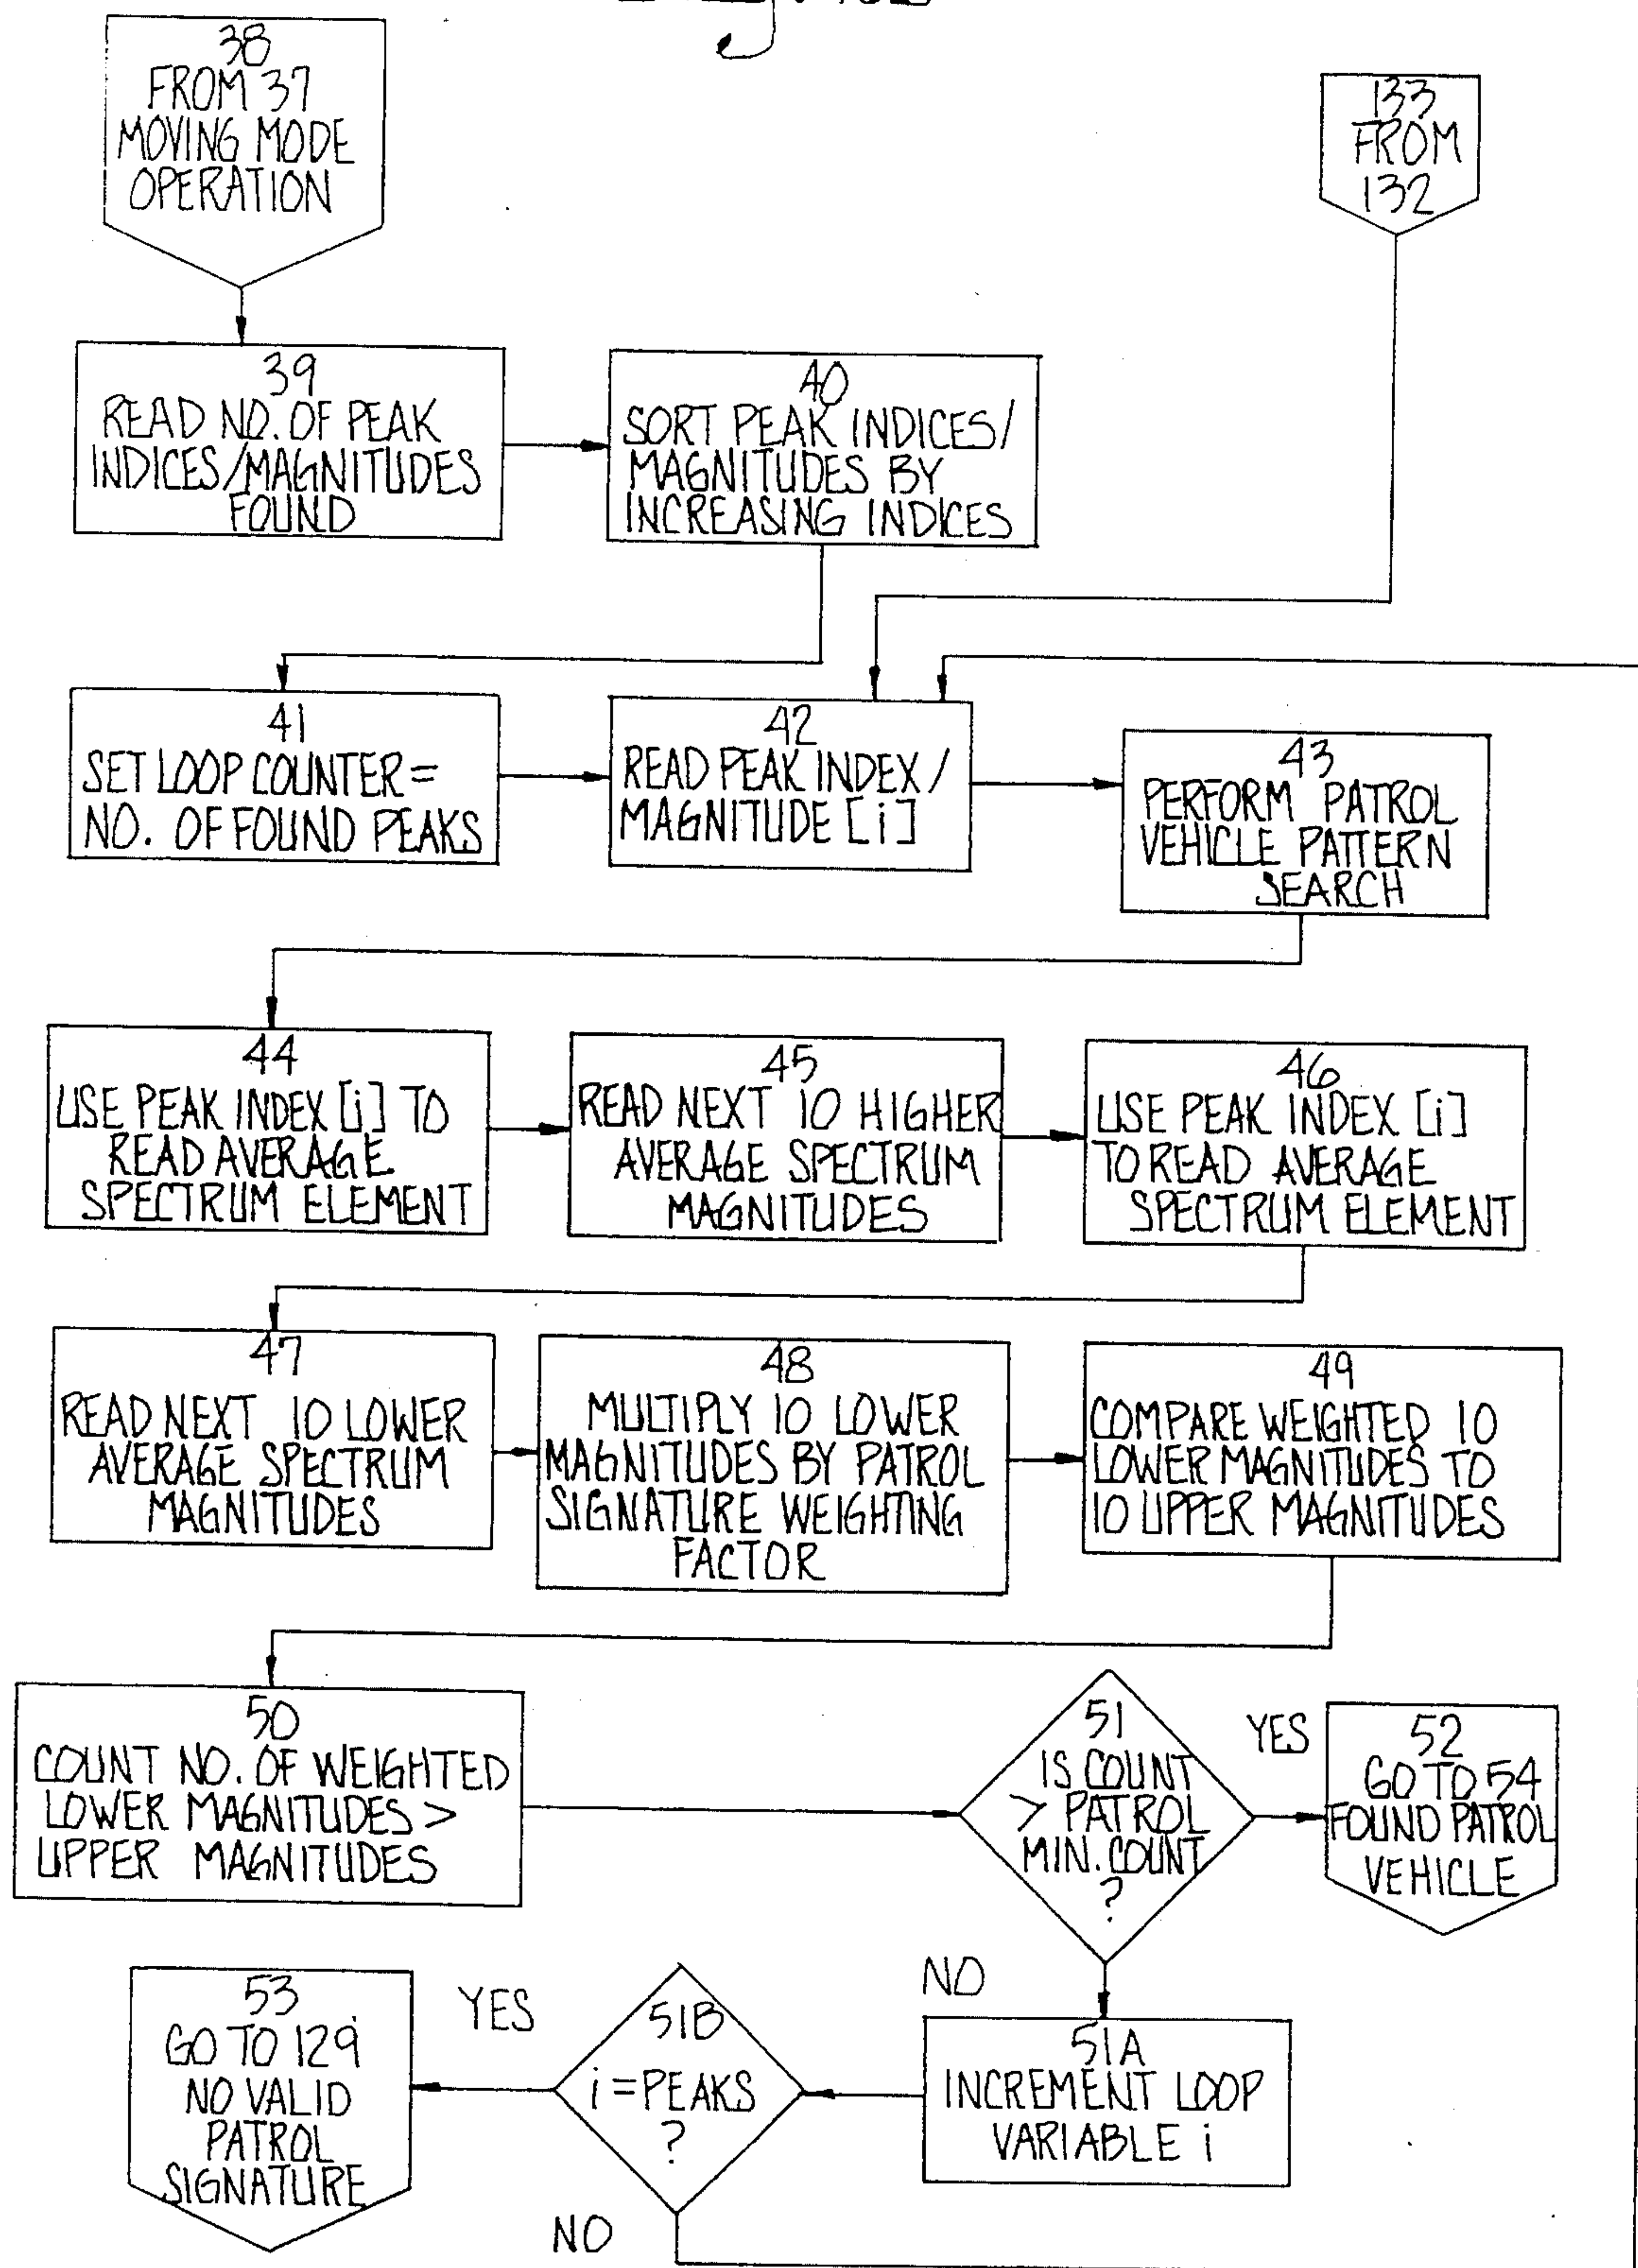 38
FROM 37
MOVING MODE
OPERATION
133
FROM
132
39
READ NO. OF PEAK
INDICES/MAGNITUDES
FOUND
40
SORT PEAK INDICES/
MAGNITUDES BY
INCREASING INDICES
41
SET LOOP COUNTER =
NO. OF FOUND PEAKS
42
READ PEAK INDEX/
MAGNITUDE [i]
43
PERFORM PATROL
VEHICLE PATTERN
SEARCH
44
USE PEAK INDEX [i] TO
READ AVERAGE
SPECTRUM ELEMENT
45
READ NEXT 10 HIGHER
AVERAGE SPECTRUM
MAGNITUDES
46
USE PEAK INDEX [i]
TO READ AVERAGE
SPECTRUM ELEMENT
47
READ NEXT 10 LOWER
AVERAGE SPECTRUM
MAGNITUDES
48
MULTIPLY 10 LOWER
MAGNITUDES BY PATROL
SIGNATURE WEIGHTING
FACTOR
49
COMPARE WEIGHTED 10
LOWER MAGNITUDES TO
10 UPPER MAGNITUDES
50
COUNT NO. OF WEIGHTED
LOWER MAGNITUDES >
UPPER MAGNITUDES
51
IS COUNT
> PATROL
MIN. COUNT
?
YES
52
GO TO 54
FOUND PATROL
VEHICLE
NO
51A
INCREMENT LOOP
VARIABLE i
51B
i = PEAKS
?
YES
53
GO TO 129
NO VALID
PATROL
SIGNATURE
NO